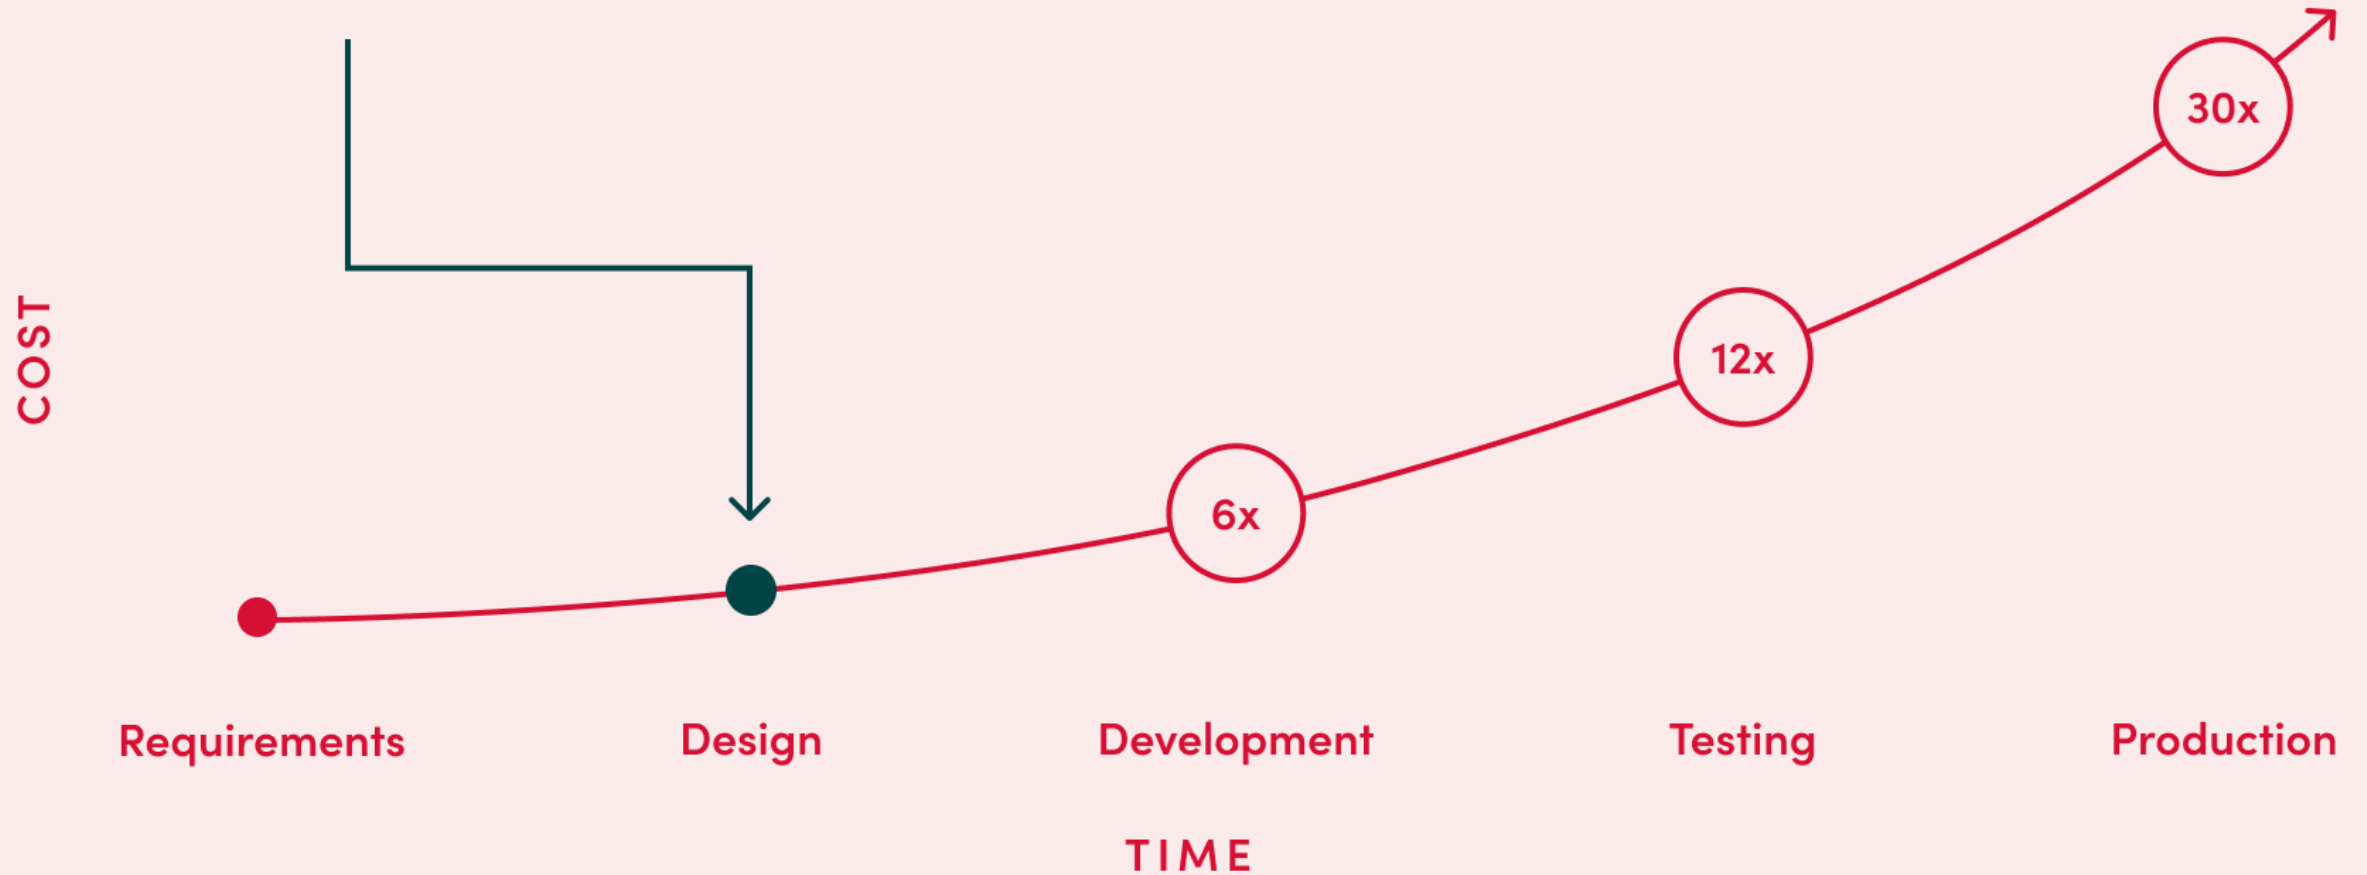 30x
12x
6x
COST
Requirements
Design
Development
Testing
Production
TIME